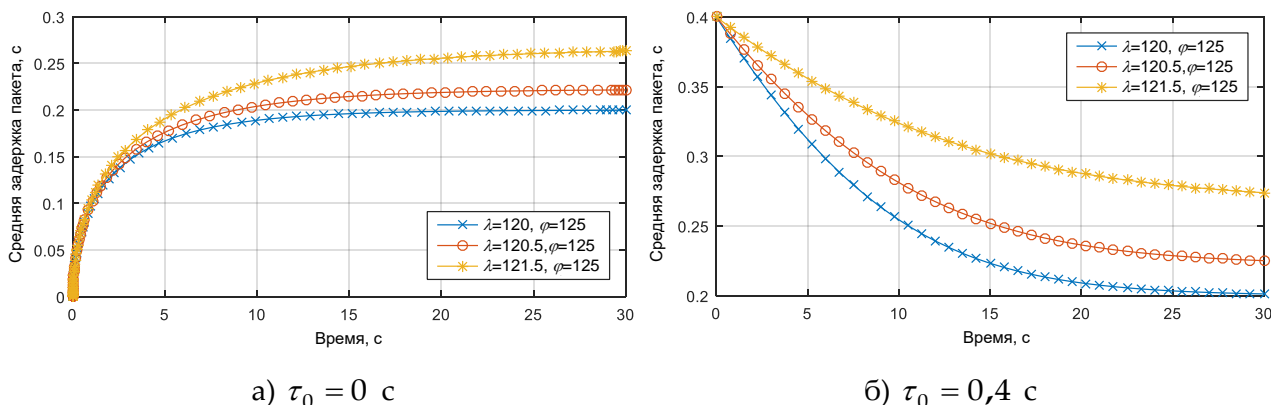 0.3
0.25
0.2
0.15
0.1
0.05
0
Средняя задержка пакета, с
λ=120, φ=125
λ=120.5,φ=125
λ=121.5, φ=125
0 5 10 15 20 25 30
Время, с
а) τ₀ = 0 с
0.4
0.35
0.3
0.25
0.2
Средняя задержка пакета, с
λ=120, φ=125
λ=120.5,φ=125
λ=121.5, φ=125
0 5 10 15 20 25 30
Время, с
б) τ₀ = 0,4 с